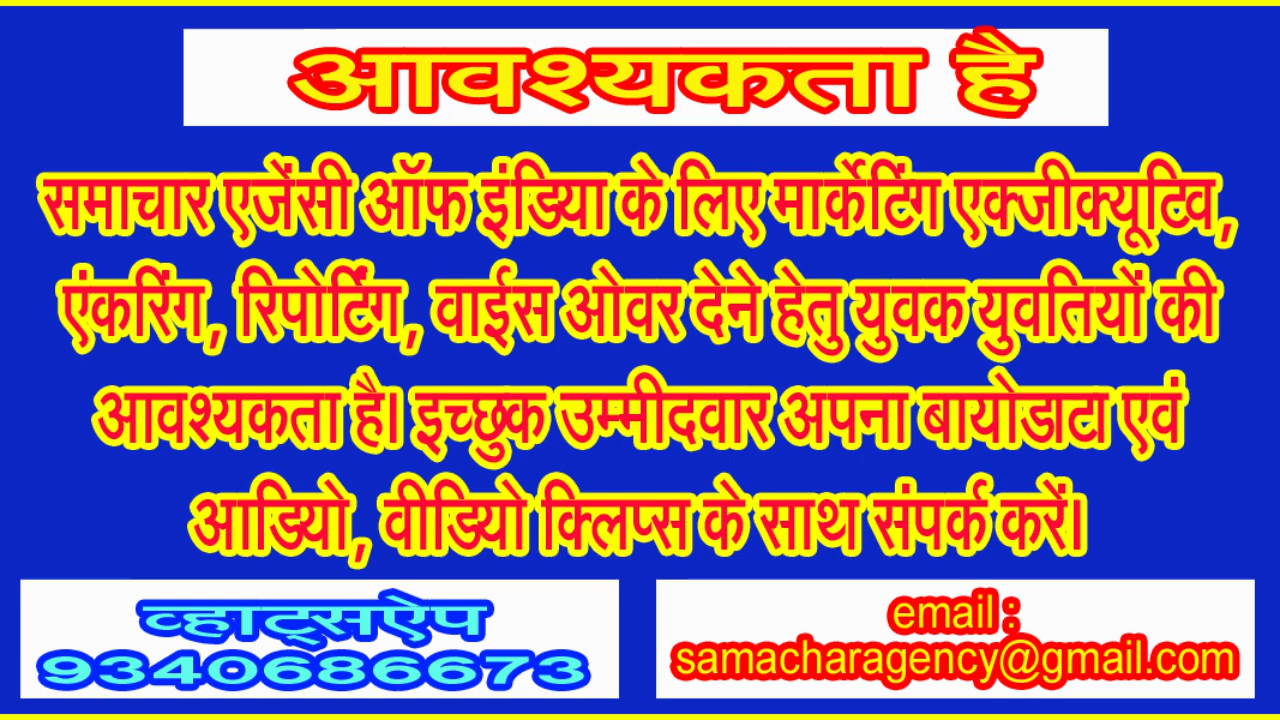 आवश्यकता है
समाचार एजेंसी ऑफ इंडिया के लिए मार्केटिंग एक्जीक्यूटिव,
एंकरिंग, रिपोर्टिंग, वाईस ओवर देने हेतु युवक युवतियों की
आवश्यकता है। इच्छुक उम्मीदवार अपना बायोडाटा एवं
आडियो, वीडियो क्लिप्स के साथ संपर्क करें।
व्हाट्सऐप
9340686673
email :
samacharagency@gmail.com